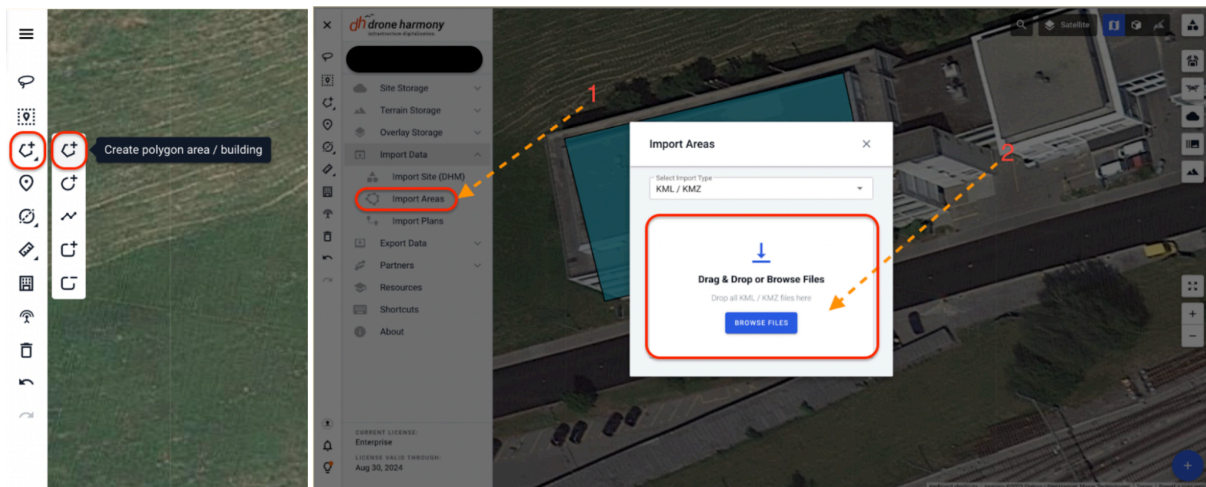 Create polygon area / building
dh drone harmony
infrastructure digitalization
Site Storage
Terrain Storage
Overlay Storage
Import Data
Import Site (DHM)
Import Areas
Import Plans
Export Data
Partners
Resources
Shortcuts
About
CURRENT LICENSE:
Enterprise
LICENSE VALID THROUGH:
Aug 30, 2024
1
Satellite
Import Areas
Select Import Type
KML / KMZ
2
Drag & Drop or Browse Files
Drop all KML / KMZ files here
BROWSE FILES